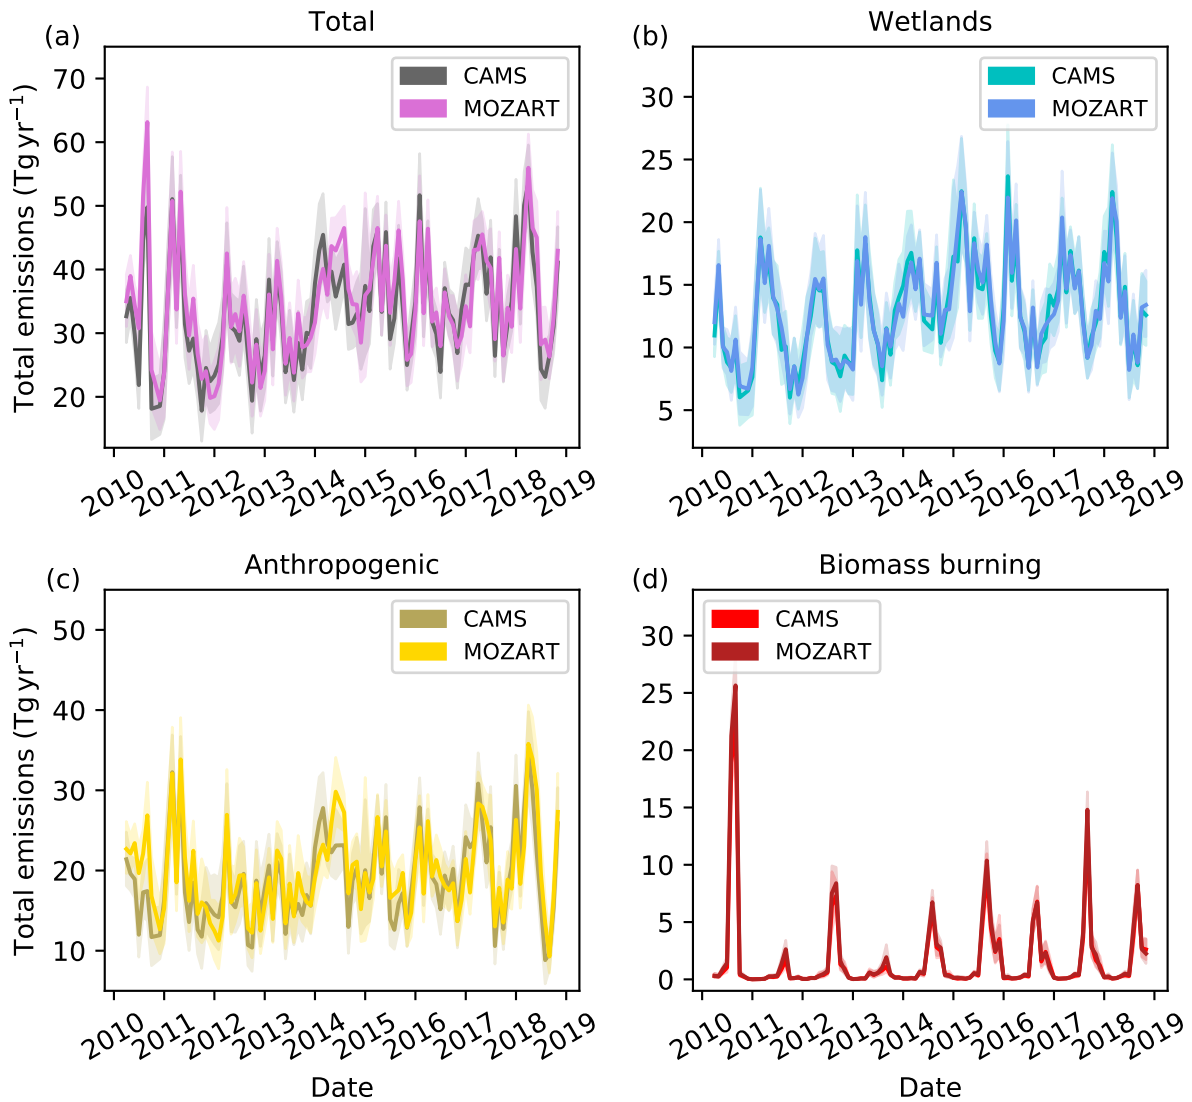 (a)
Total
CAMS
MOZART
Total emissions (Tg yr⁻¹)
70
60
50
40
30
20
2010 2011 2012 2013 2014 2015 2016 2017 2018 2019
(b)
Wetlands
CAMS
MOZART
30
25
20
15
10
5
2010 2011 2012 2013 2014 2015 2016 2017 2018 2019
(c)
Anthropogenic
CAMS
MOZART
Total emissions (Tg yr⁻¹)
50
40
30
20
10
2010 2011 2012 2013 2014 2015 2016 2017 2018 2019
Date
(d)
Biomass burning
CAMS
MOZART
30
25
20
15
10
5
0
2010 2011 2012 2013 2014 2015 2016 2017 2018 2019
Date